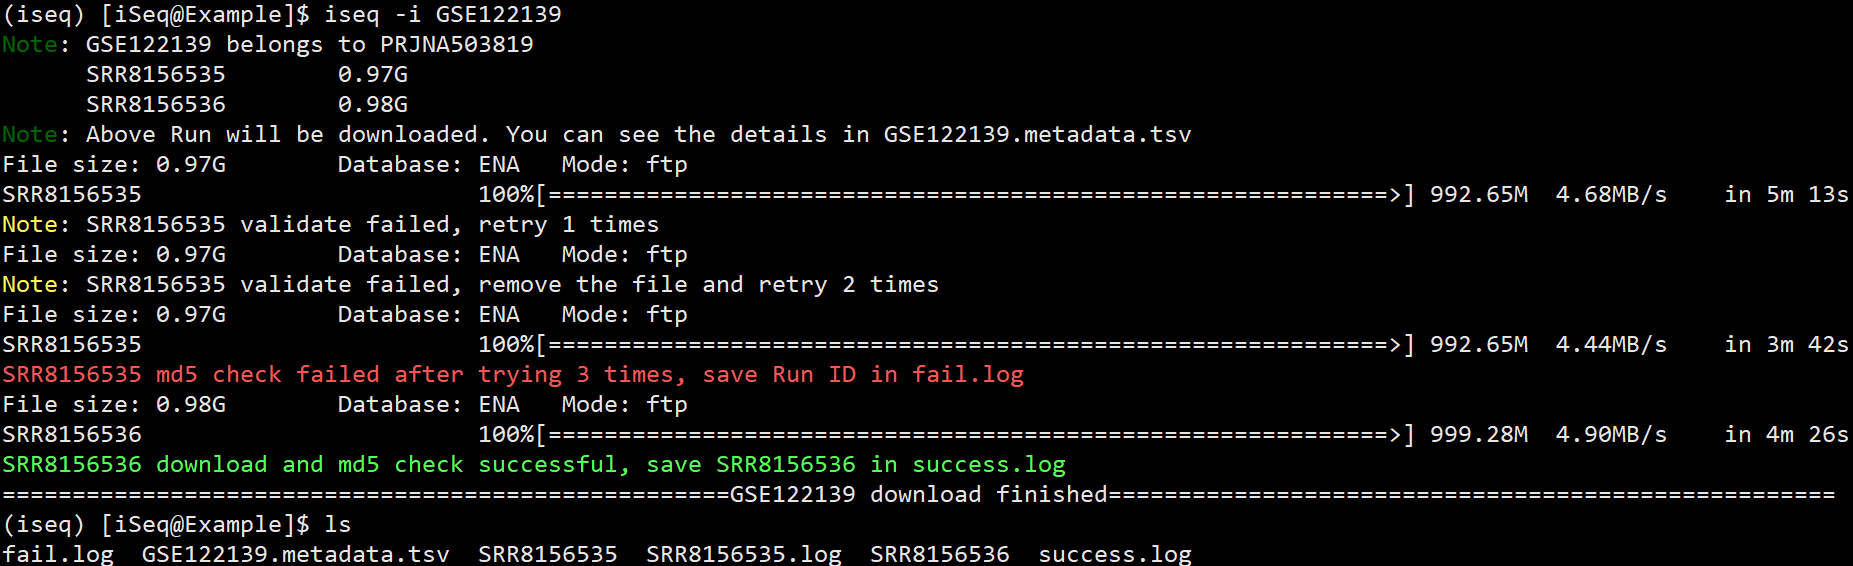 (iseq) [iSeq@Example]$ iseq -i GSE122139
Note: GSE122139 belongs to PRJNA503819
      SRR8156535        0.97G
      SRR8156536        0.98G
Note: Above Run will be downloaded. You can see the details in GSE122139.metadata.tsv
File size: 0.97G        Database: ENA   Mode: ftp
SRR8156535                        100%[============================================================>] 992.65M  4.68MB/s    in 5m 13s
Note: SRR8156535 validate failed, retry 1 times
File size: 0.97G        Database: ENA   Mode: ftp
Note: SRR8156535 validate failed, remove the file and retry 2 times
File size: 0.97G        Database: ENA   Mode: ftp
SRR8156535                        100%[============================================================>] 992.65M  4.44MB/s    in 3m 42s
SRR8156535 md5 check failed after trying 3 times, save Run ID in fail.log
File size: 0.98G        Database: ENA   Mode: ftp
SRR8156536                        100%[============================================================>] 999.28M  4.90MB/s    in 4m 26s
SRR8156536 download and md5 check successful, save SRR8156536 in success.log
====================================================GSE122139 download finished====================================================
(iseq) [iSeq@Example]$ ls
fail.log  GSE122139.metadata.tsv  SRR8156535  SRR8156535.log  SRR8156536  success.log